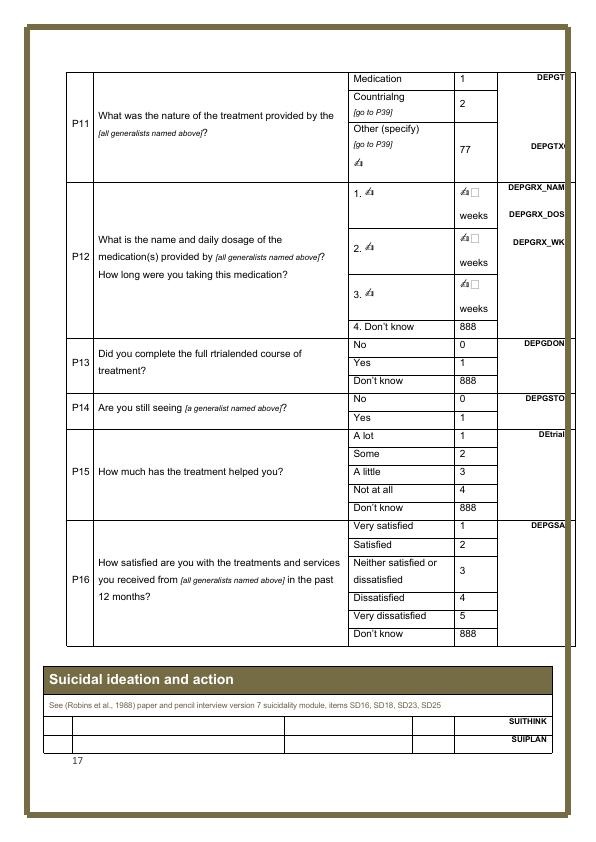 Medication 1 DEPGT
Countrialng
[go to P39] 2
Other (specify)
[go to P39]
✍ 77 DEPGTX
P11 What was the nature of the treatment provided by the
[all generalists named above]?
P12 What is the name and daily dosage of the
medication(s) provided by [all generalists named above]?
How long were you taking this medication?
1. ✍ ✍□
weeks
DEPGRX_NAM
DEPGRX_DOS
2. ✍ ✍□
weeks
DEPGRX_WK
3. ✍ ✍□
weeks
4. Don't know 888
P13 Did you complete the full rtrialended course of
treatment?
No 0 DEPGDON
Yes 1
Don't know 888
P14 Are you still seeing [a generalist named above]?
No 0 DEPGSTO
Yes 1
P15 How much has the treatment helped you?
A lot 1 DEtrial
Some 2
A little 3
Not at all 4
Don't know 888
P16 How satisfied are you with the treatments and services
you received from [all generalists named above] in the past
12 months?
Very satisfied 1 DEPGSA
Satisfied 2
Neither satisfied or
dissatisfied 3
Dissatisfied 4
Very dissatisfied 5
Don't know 888
Suicidal ideation and action
See (Robins et al., 1988) paper and pencil interview version 7 suicidality module, items SD16, SD18, SD23, SD25
SUITHINK
SUIPLAN
17